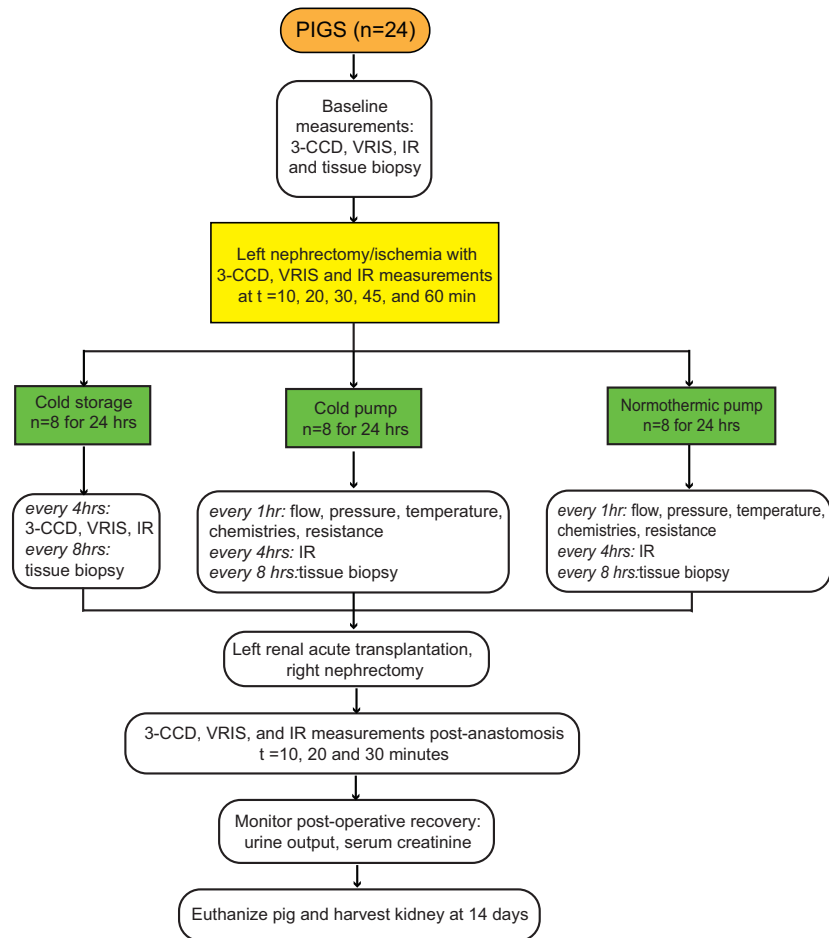 PIGS (n=24)
Baseline
measurements:
3-CCD, VRIS, IR
and tissue biopsy
Left nephrectomy/ischemia with
3-CCD, VRIS and IR measurements
at t =10, 20, 30, 45, and 60 min
Cold storage
n=8 for 24 hrs
Cold pump
n=8 for 24 hrs
Normothermic pump
n=8 for 24 hrs
every 4hrs:
3-CCD, VRIS, IR
every 8hrs:
tissue biopsy
every 1hr: flow, pressure, temperature,
chemistries, resistance
every 4hrs: IR
every 8 hrs:tissue biopsy
every 1hr: flow, pressure, temperature,
chemistries, resistance
every 4hrs: IR
every 8 hrs:tissue biopsy
Left renal acute transplantation,
right nephrectomy
3-CCD, VRIS, and IR measurements post-anastomosis
t =10, 20 and 30 minutes
Monitor post-operative recovery:
urine output, serum creatinine
Euthanize pig and harvest kidney at 14 days